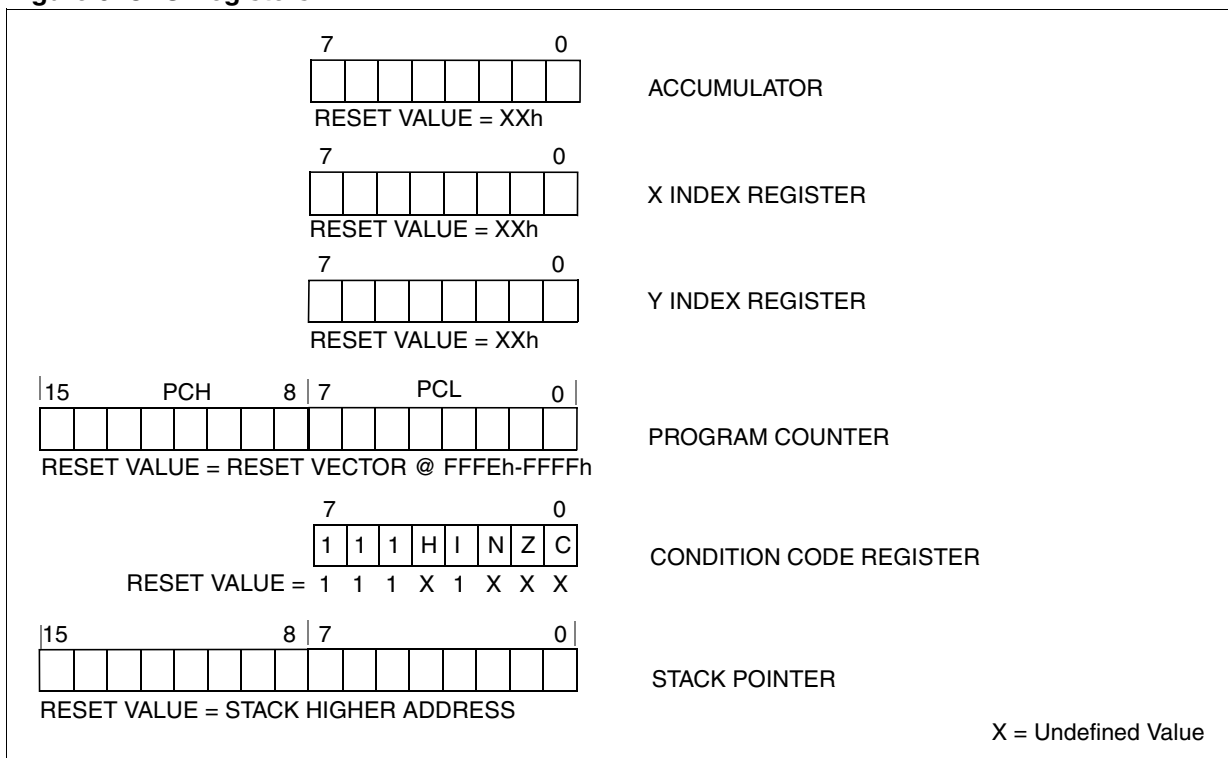 7 0
ACCUMULATOR
RESET VALUE = XXh
7 0
X INDEX REGISTER
RESET VALUE = XXh
7 0
Y INDEX REGISTER
RESET VALUE = XXh
15 PCH 8 7 PCL 0
PROGRAM COUNTER
RESET VALUE = RESET VECTOR @ FFFEh-FFFFh
7 0
1 1 1 H I N Z C
CONDITION CODE REGISTER
RESET VALUE = 1 1 1 X 1 X X X
15 8 7 0
STACK POINTER
RESET VALUE = STACK HIGHER ADDRESS
X = Undefined Value